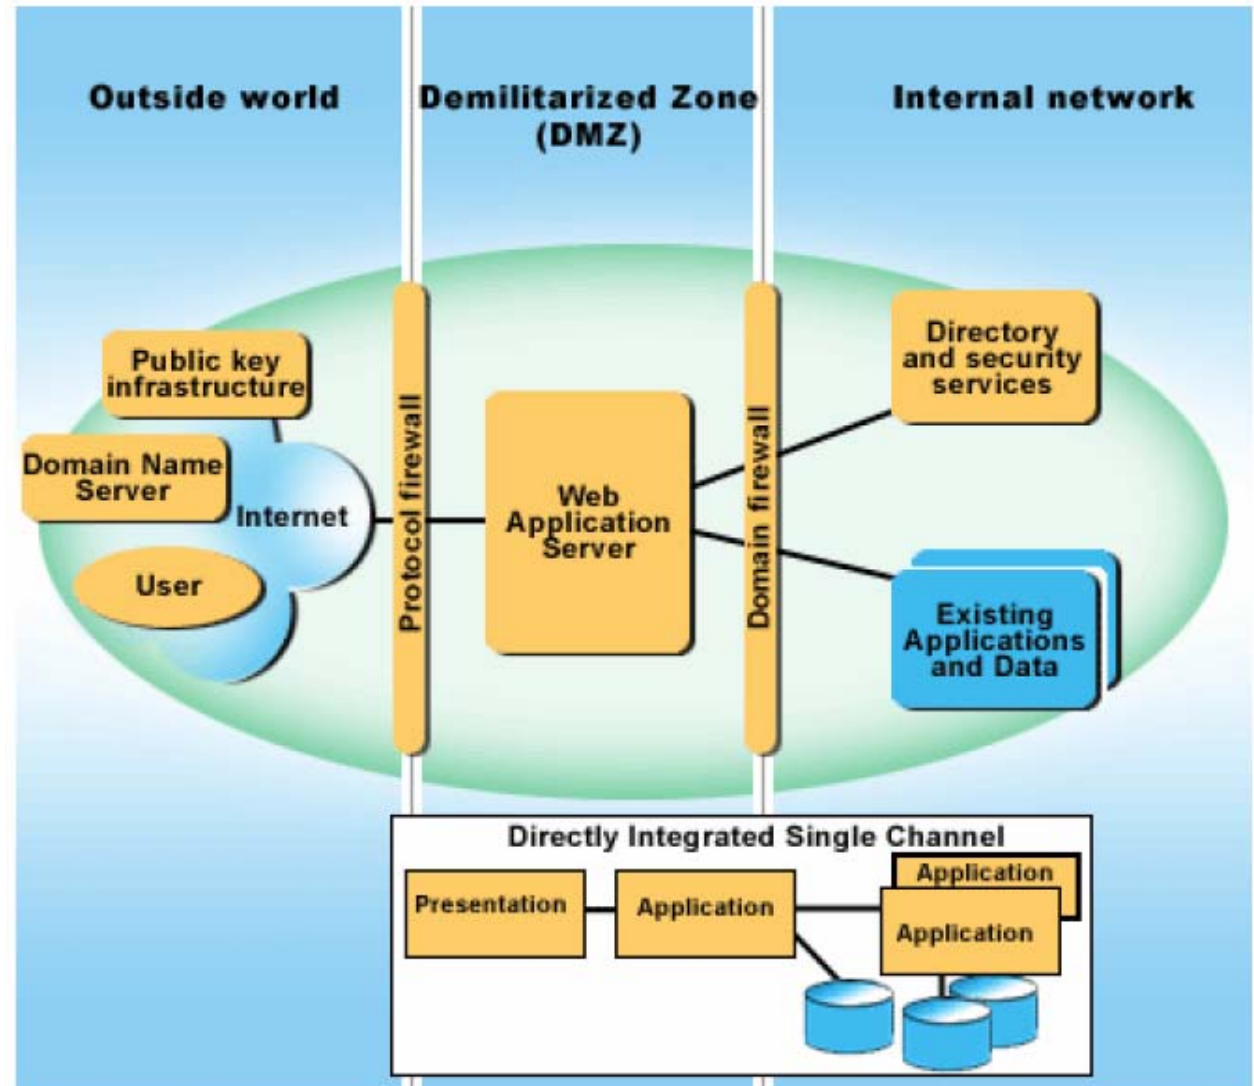 Outside world
Demilitarized Zone
(DMZ)
Internal network
Public key
infrastructure
Domain Name
Server
Internet
User
Protocol firewall
Web
Application
Server
Domain firewall
Directory
and security
services
Existing
Applications
and Data
Directly Integrated Single Channel
Presentation
Application
Application
Application